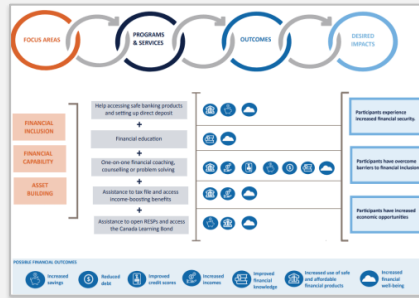 FOCUS AREAS
PROGRAMS
& SERVICES
OUTCOMES
DESIRED
IMPACTS
FINANCIAL
INCLUSION
FINANCIAL
CAPABILITY
ASSET
BUILDING
Help accessing safe banking products
and setting up direct deposit
+
Financial education
+
One-on-one financial coaching,
counselling or problem solving
+
Assistance to tax file and access
income-boosting benefits
+
Assistance to open RESPs and access
the Canada Learning Bond
Participants experience
increased financial security.
Participants have overcome
barriers to financial inclusion
Participants have increased
economic opportunities
POSSIBLE FINANCIAL OUTCOMES
Increased
savings
Reduced
debt
Improved
credit scores
Increased
incomes
Improved
financial
knowledge
Increased use of safe
and affordable
financial products
Increased
financial
well-being